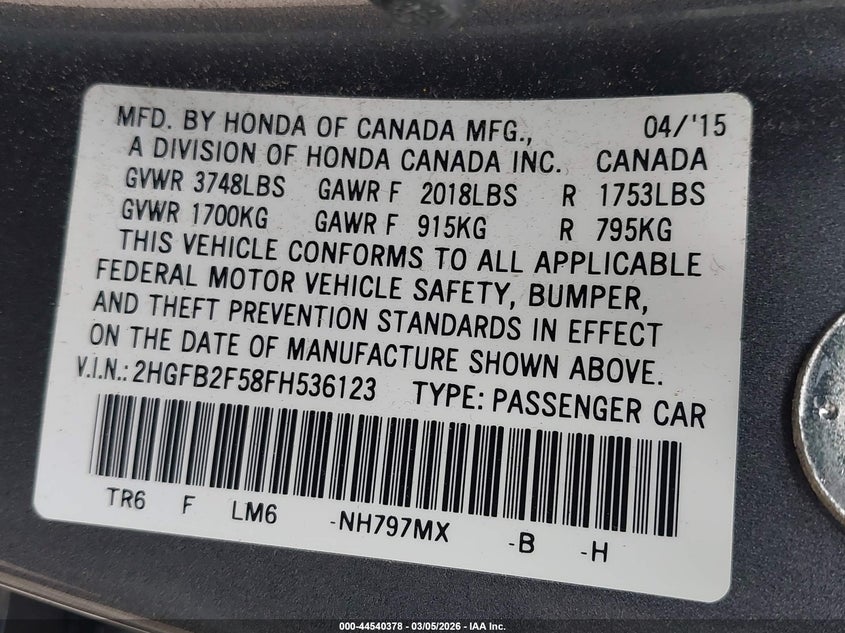 MFD. BY HONDA OF CANADA MFG., 04/'15
A DIVISION OF HONDA CANADA INC. CANADA
GVWR 3748LBS GAWR F 2018LBS R 1753LBS
GVWR 1700KG GAWR F 915KG R 795KG
THIS VEHICLE CONFORMS TO ALL APPLICABLE
FEDERAL MOTOR VEHICLE SAFETY, BUMPER,
AND THEFT PREVENTION STANDARDS IN EFFECT
ON THE DATE OF MANUFACTURE SHOWN ABOVE.
V.I.N.: 2HGFB2F58FH536123 TYPE: PASSENGER CAR
TR6 F LM6 -NH797MX -B -H
000-44540378 - 03/05/2026 - IAA Inc.